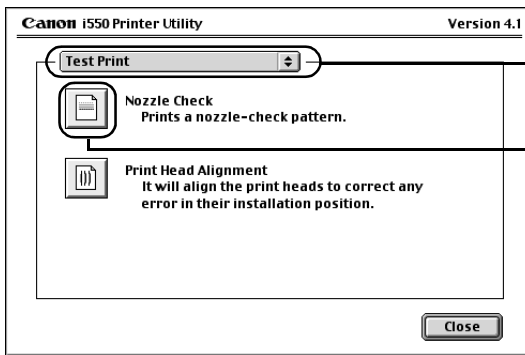 Canon i550 Printer Utility Version 4.1
Test Print
Nozzle Check
Prints a nozzle-check pattern.
Print Head Alignment
It will align the print heads to correct any
error in their installation position.
Close